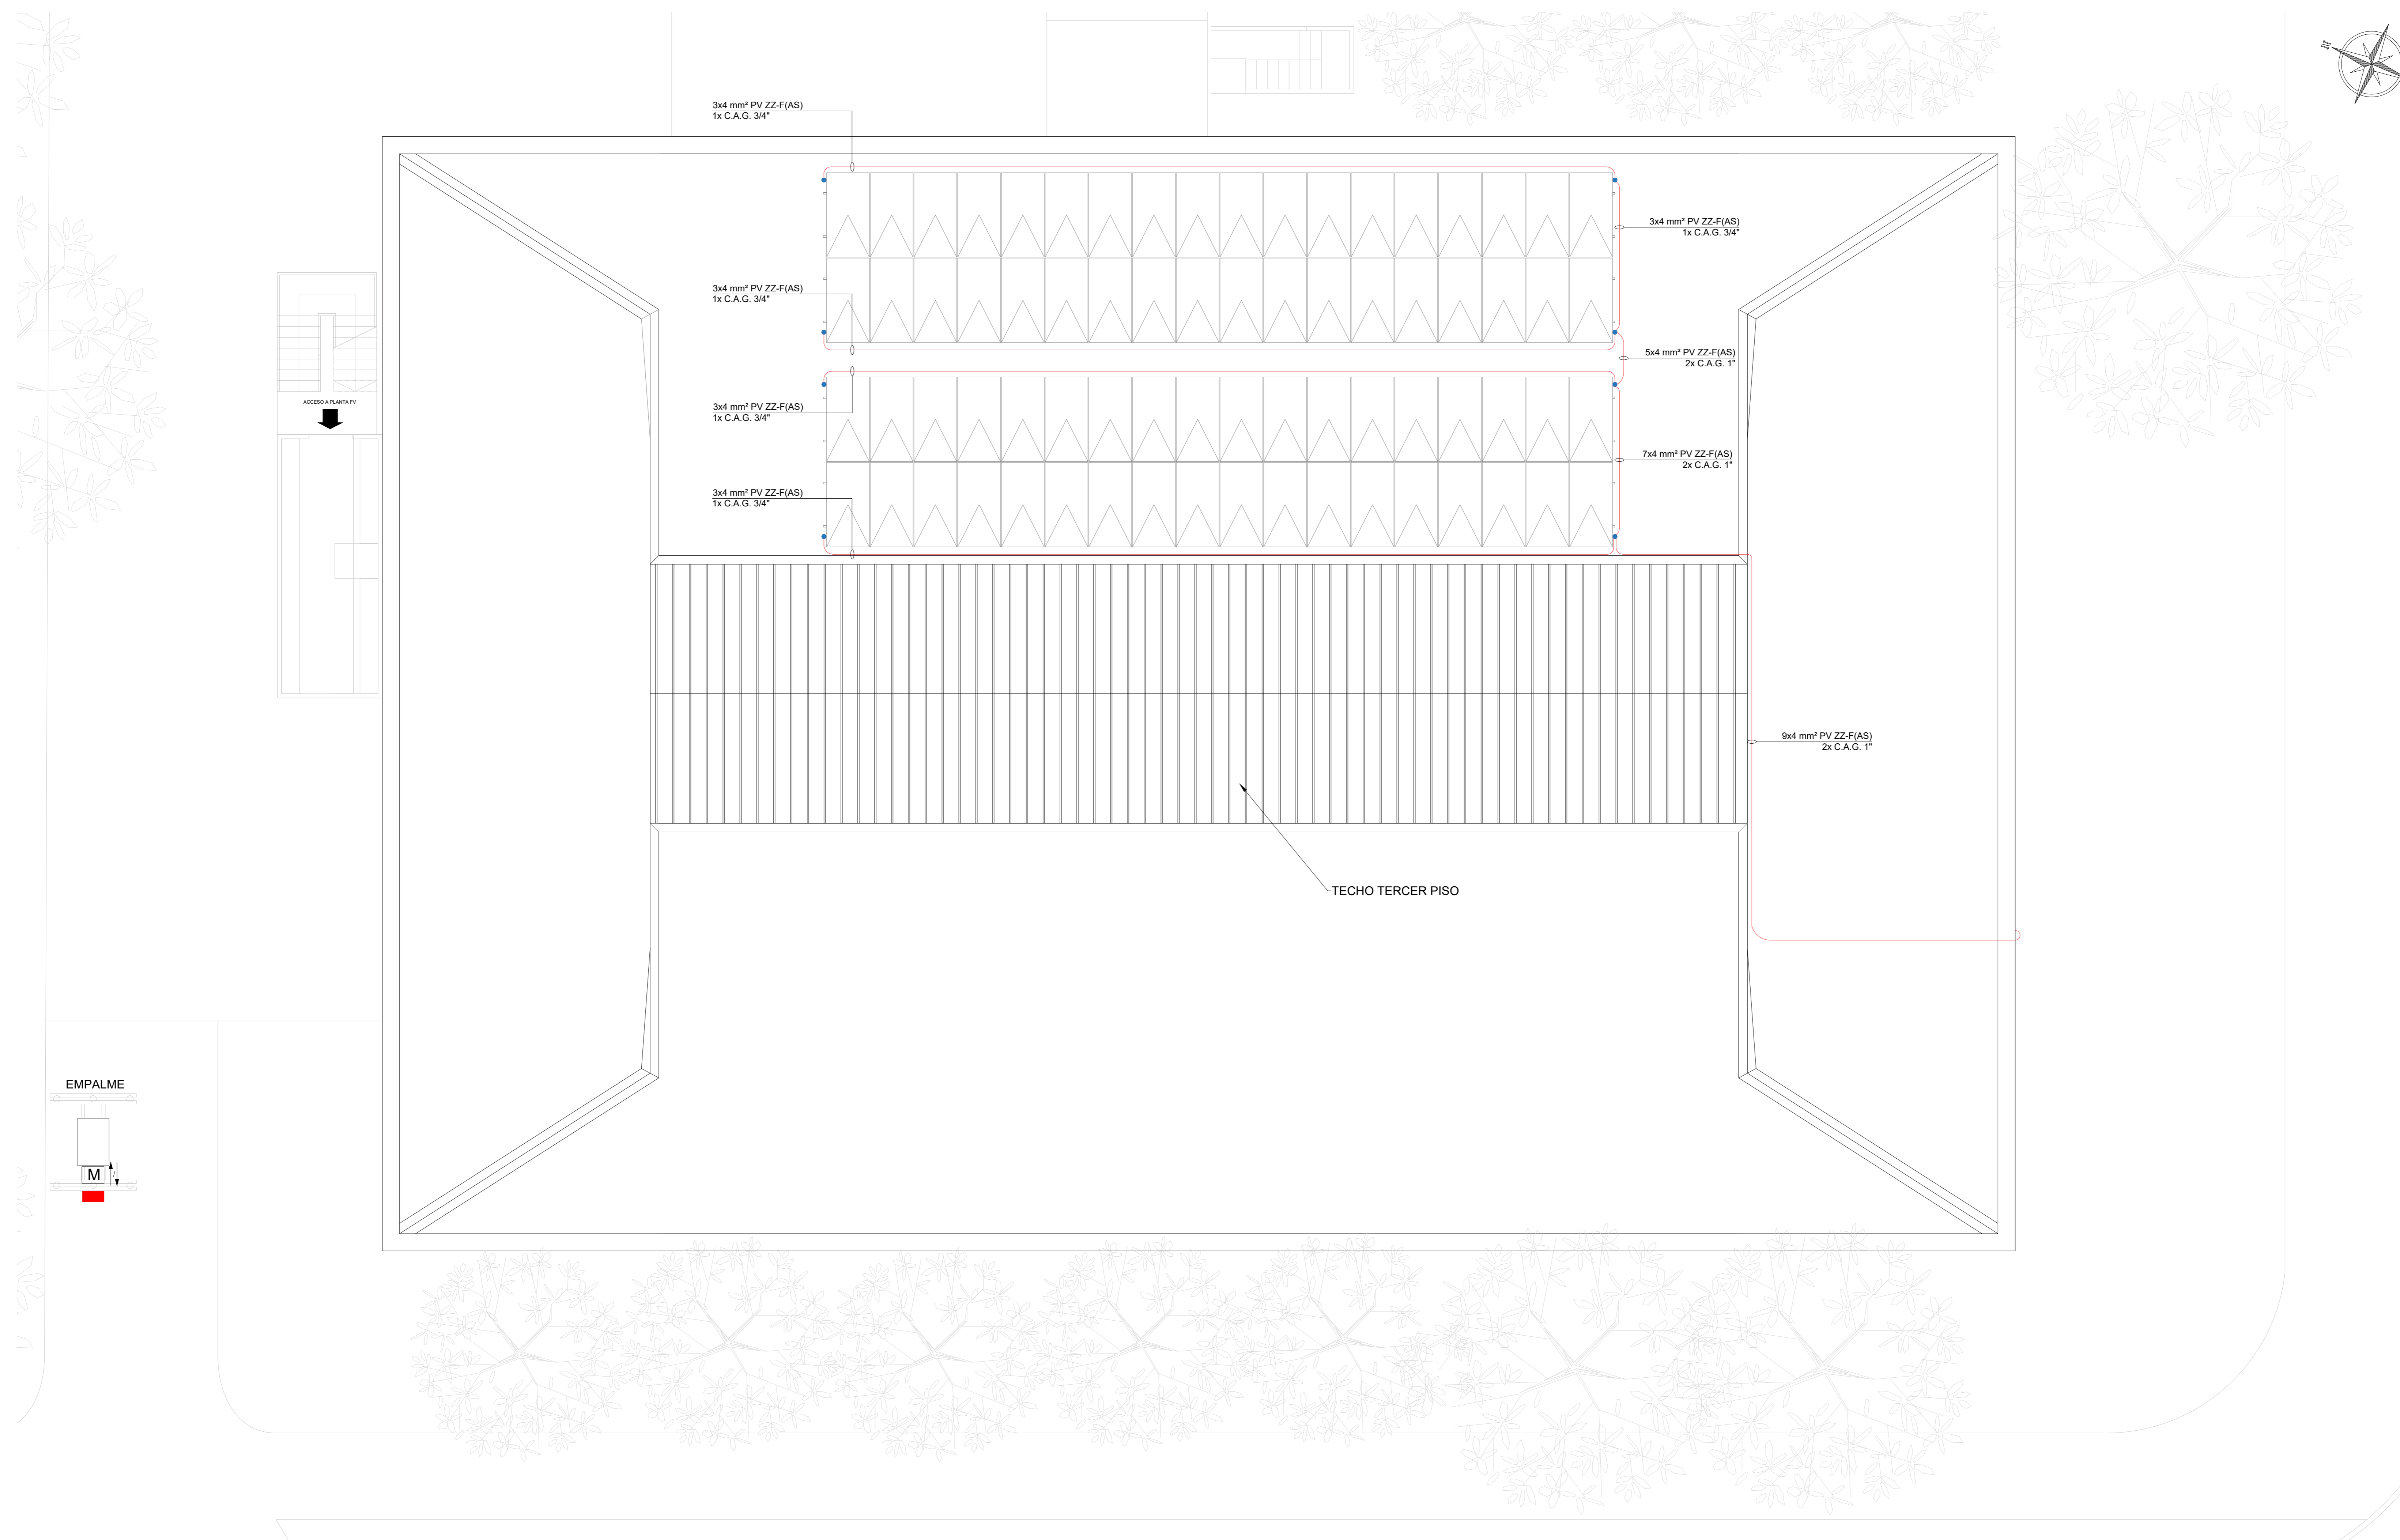 3x4 mm² PV ZZ-F(AS)
1x C.A.G. 3/4"
3x4 mm² PV ZZ-F(AS)
1x C.A.G. 3/4"
3x4 mm² PV ZZ-F(AS)
1x C.A.G. 3/4"
5x4 mm² PV ZZ-F(AS)
2x C.A.G. 1"
ACCESO A PLANTA FV
3x4 mm² PV ZZ-F(AS)
1x C.A.G. 3/4"
7x4 mm² PV ZZ-F(AS)
2x C.A.G. 1"
3x4 mm² PV ZZ-F(AS)
1x C.A.G. 3/4"
9x4 mm² PV ZZ-F(AS)
2x C.A.G. 1"
TECHO TERCER PISO
EMPALME
M